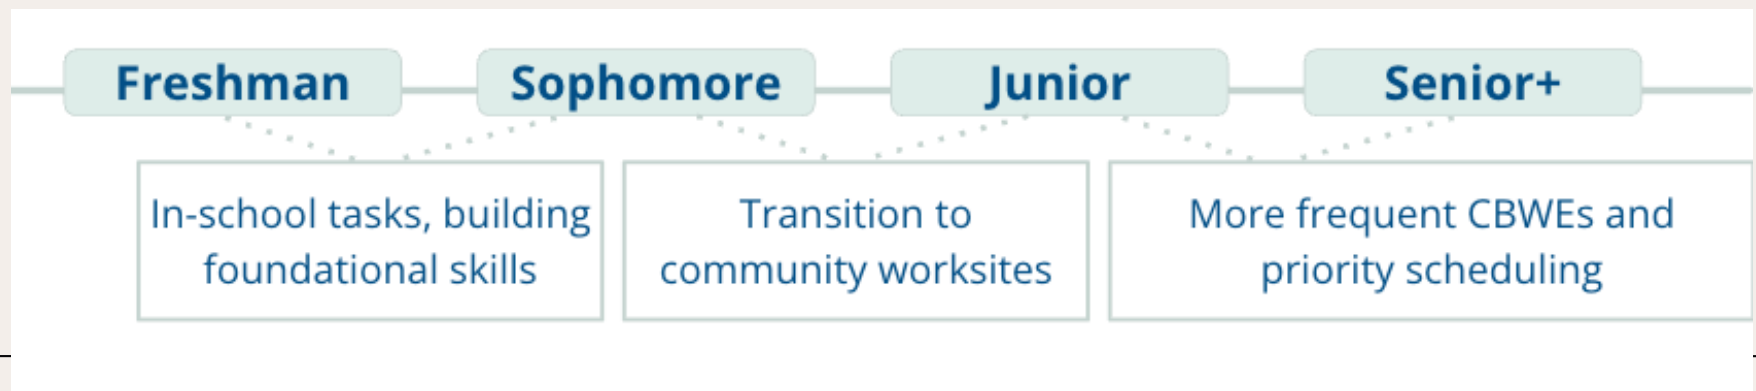 Freshman
Sophomore
Junior
Senior+
In-school tasks, building
foundational skills
Transition to
community worksites
More frequent CBWEs and
priority scheduling